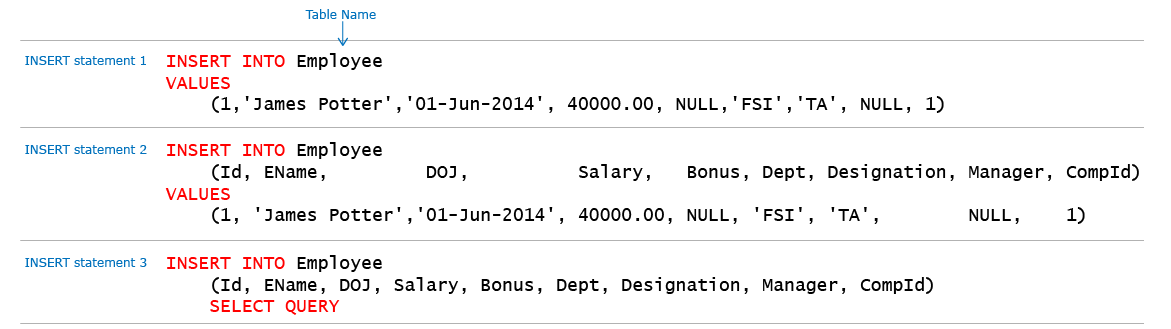 Table Name
INSERT statement 1 INSERT INTO Employee
VALUES
(1,'James Potter','01-Jun-2014', 40000.00, NULL,'FSI','TA', NULL, 1)
INSERT statement 2 INSERT INTO Employee
(Id, EName, DOJ, Salary, Bonus, Dept, Designation, Manager, CompId)
VALUES
(1, 'James Potter','01-Jun-2014', 40000.00, NULL, 'FSI', 'TA', NULL, 1)
INSERT statement 3 INSERT INTO Employee
(Id, EName, DOJ, Salary, Bonus, Dept, Designation, Manager, CompId)
SELECT QUERY